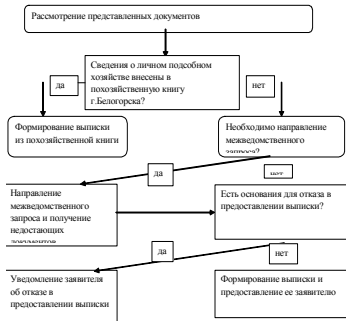 Рассмотрение представленных документов
Сведения о личном подсобном
хозяйстве внесены в
похозяйственную книгу
г.Белогорска?
да
нет
Формирование выписки
из похозяйственной книги
Необходимо направление
межведомственного
запроса?
да
нет
Направление
межведомственного
запроса и получение
недостающих
документов
Есть основания для отказа в
предоставлении выписки?
да
нет
Уведомление заявителя
об отказе в
предоставлении выписки
Формирование выписки и
предоставление ее заявителю